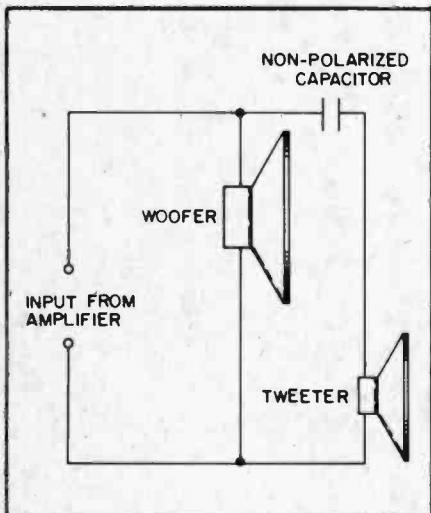 NON-POLARIZED
CAPACITOR
WOOFER
INPUT FROM
AMPLIFIER
TWEETER